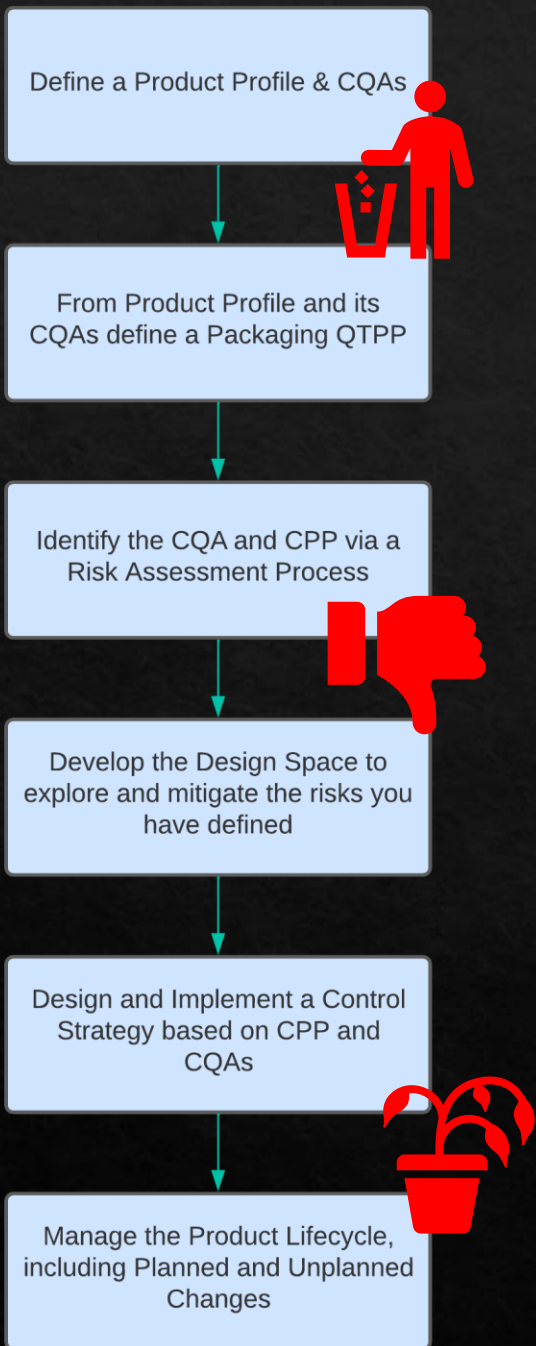 Define a Product Profile & CQAs
From Product Profile and its
CQAs define a Packaging QTPP
Identify the CQA and CPP via a
Risk Assessment Process
Develop the Design Space to
explore and mitigate the risks you
have defined
Design and Implement a Control
Strategy based on CPP and
CQAs
Manage the Product Lifecycle,
including Planned and Unplanned
Changes